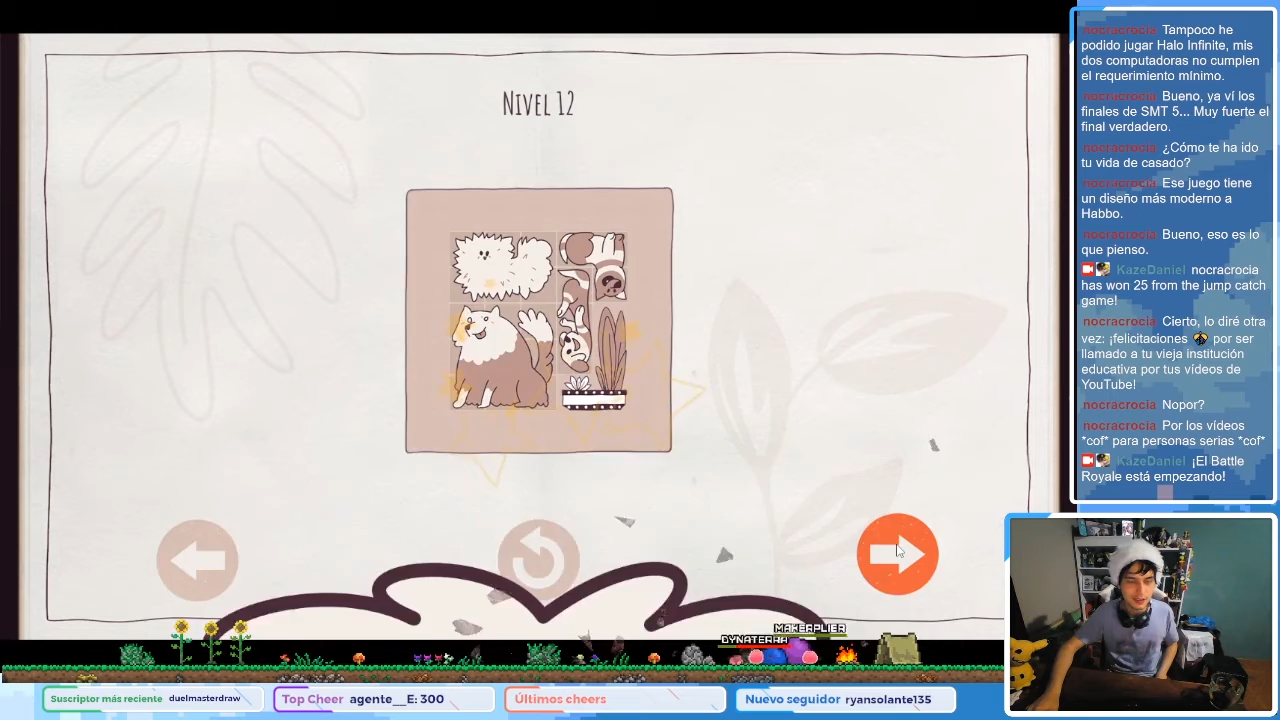 NIVEL 12
nocracrocia Tampoco he
podido jugar Halo Infinite, mis
dos computadoras no cumplen
el requerimiento mínimo.
nocracrocia Bueno, ya ví los
finales de SMT 5... Muy fuerte el
final verdadero.
nocracrocia ¿Cómo te ha ido
tu vida de casado?
nocracrocia Ese juego tiene
un diseño más moderno a
Habbo.
nocracrocia Bueno, eso es lo
que pienso.
KazeDaniel nocracrocia
has won 25 from the jump catch
game!
nocracrocia Cierto, lo diré otra
vez: ¡felicitaciones por ser
llamado a tu vieja institución
educativa por tus vídeos de
YouTube!
nocracrocia Nopor?
nocracrocia Por los vídeos
*cof* para personas serias *cof*
KazeDaniel ¡El Battle
Royale está empezando!
MAKERPLIER
DYNATERRA
Suscriptor más reciente duelmasterdraw
Top Cheer agente__E: 300
Últimos cheers
Nuevo seguidor ryansolante135